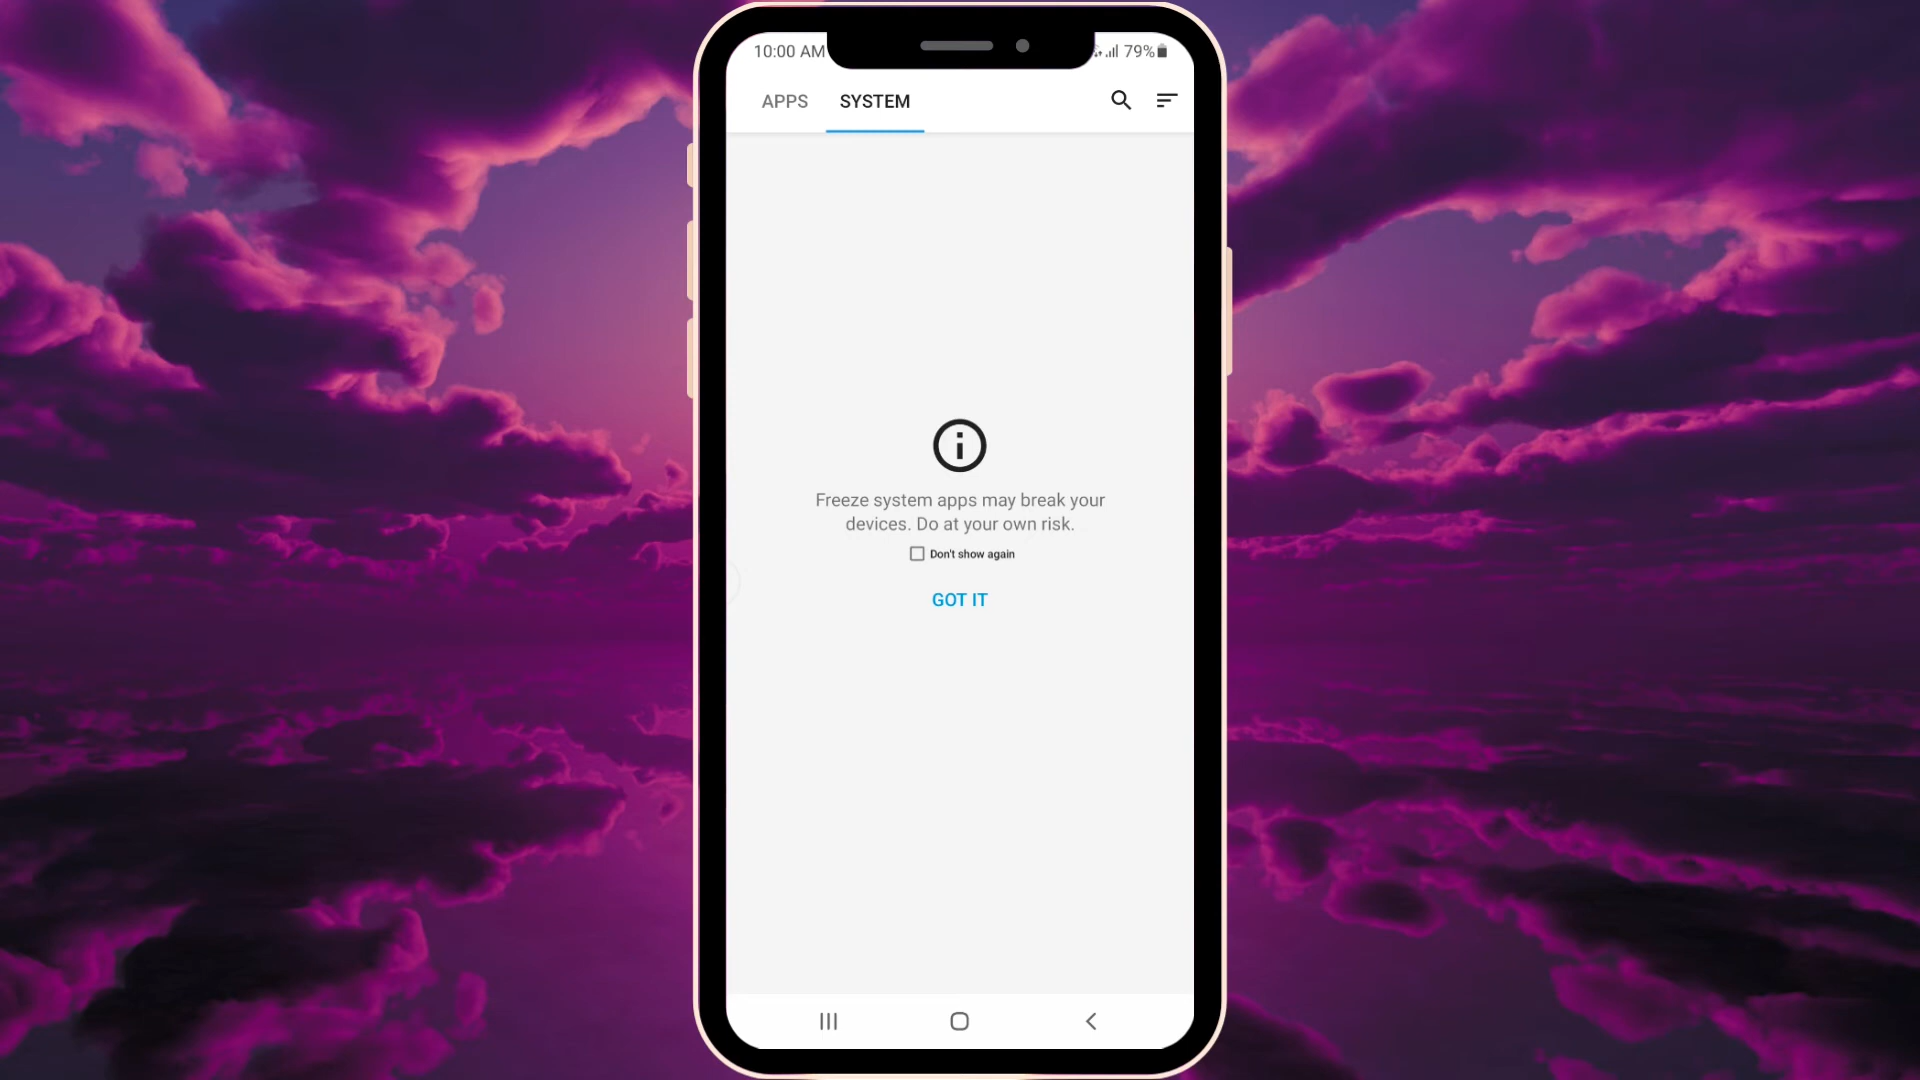 10:00 AM
79%
APPS SYSTEM
Freeze system apps may break your
devices. Do at your own risk.
Don't show again
GOT IT